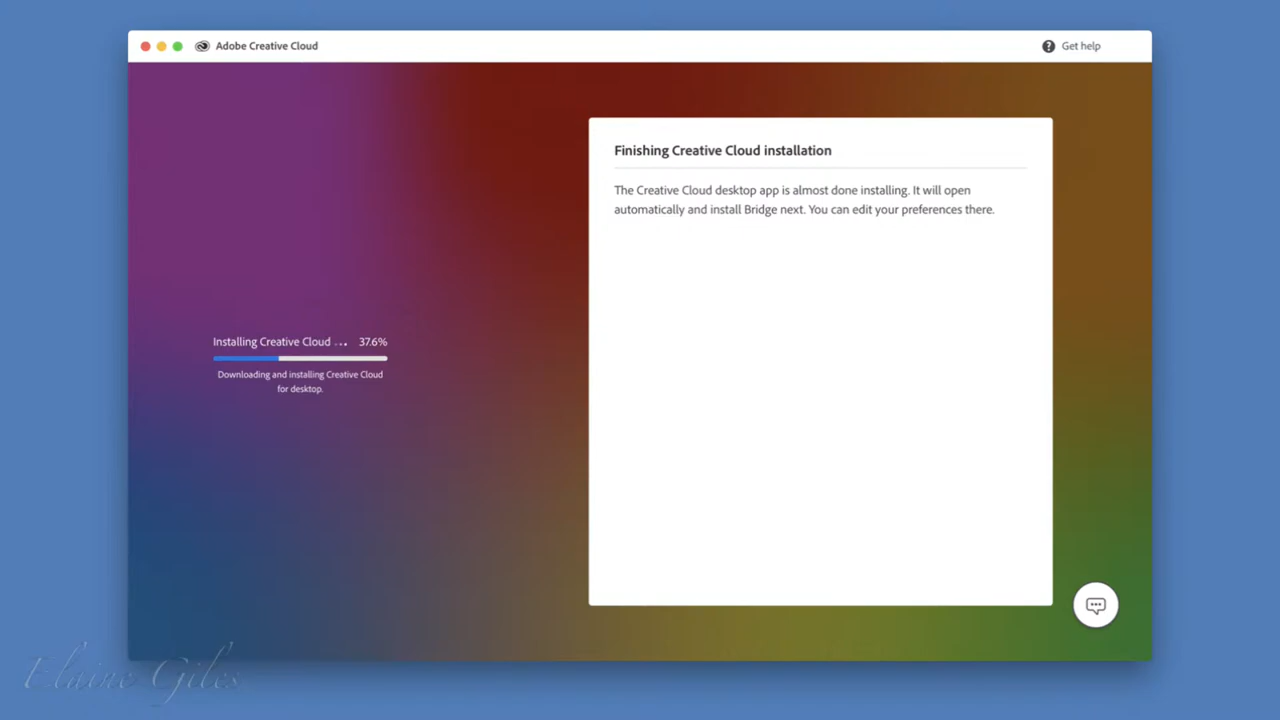 Adobe Creative Cloud
Get help
Finishing Creative Cloud installation
The Creative Cloud desktop app is almost done installing. It will open
automatically and install Bridge next. You can edit your preferences there.
Installing Creative Cloud ... 37.6%
Downloading and installing Creative Cloud
for desktop.
Elaine Giles